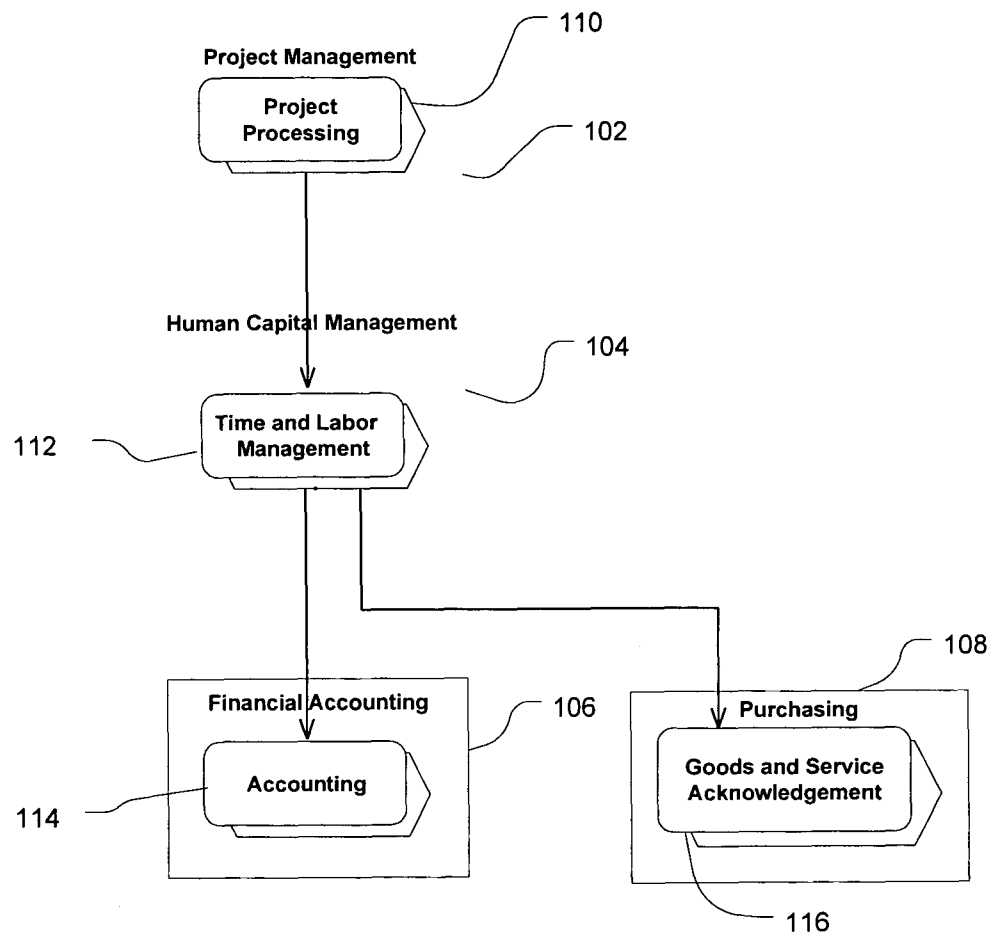 110
Project Management
Project
Processing
102
Human Capital Management
104
Time and Labor
Management
112
108
Financial Accounting
106
Purchasing
Accounting
114
Goods and Service
Acknowledgement
116